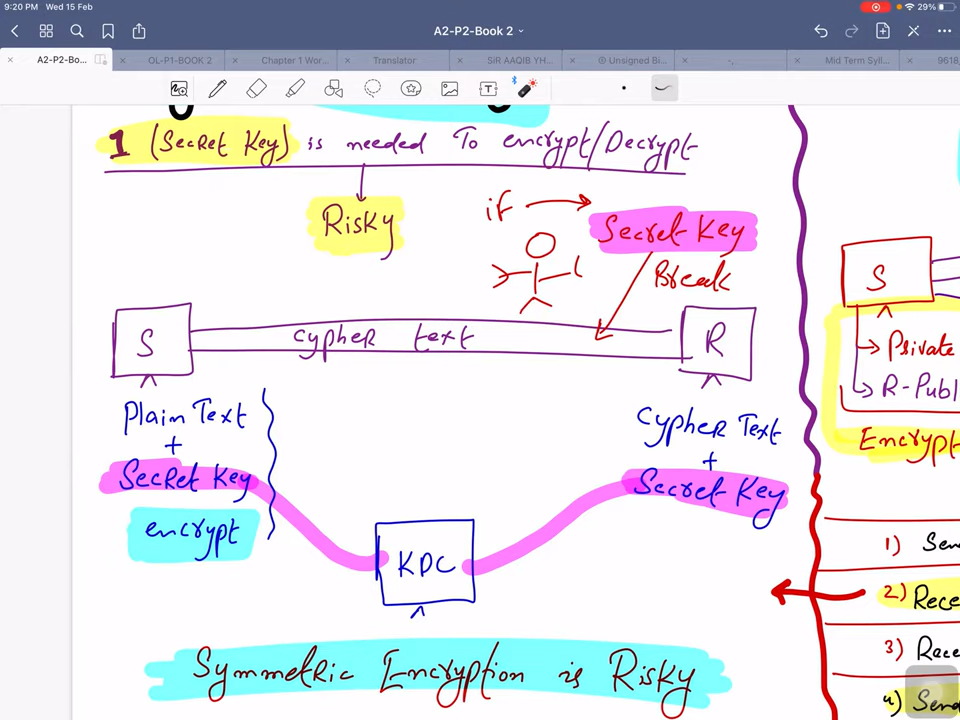 9:20 PM Wed 15 Feb
29%
A2-P2-Book 2
A2-P2-Bo...
OL-P1-BOOK 2
Chapter 1 Wor...
Translator
SiR AAQIB YH...
Unsigned Bi...
Mid Term Syll...
9618
1 (Secret Key) is needed To encrypt/Decrypt
Risky
if
Secret Key
Break
S
cypher text
R
Plain Text
+
Secret Key
encrypt
Cypher Text
+
Secret Key
KDC
Symmetric Encryption is Risky
S
Private
R-Publ
Encrypt
1) Sen
2) Rece
3) Rece
4) Send